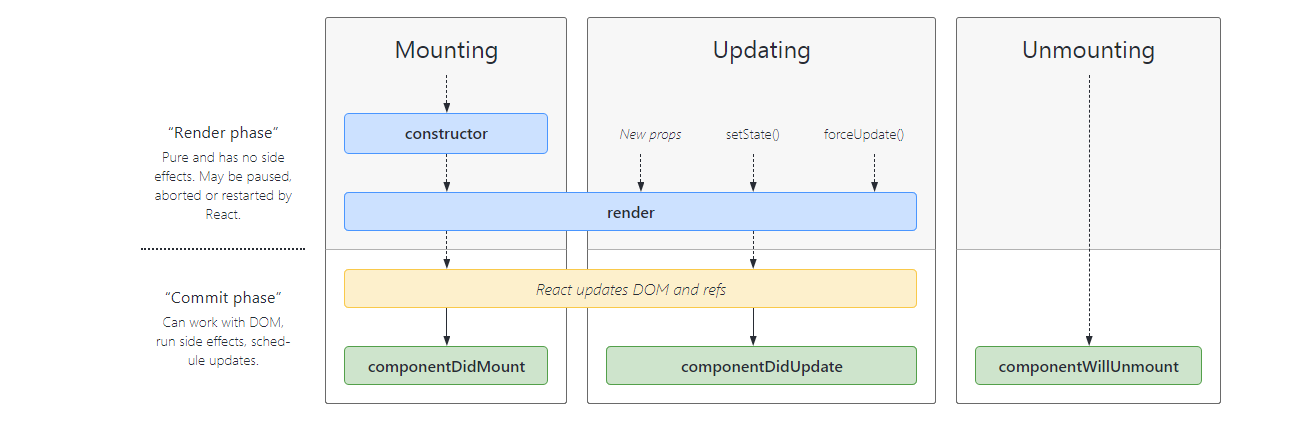 Mounting
Updating
Unmounting
“Render phase”
Pure and has no side
effects. May be paused,
aborted or restarted by
React.
constructor
New props
setState()
forceUpdate()
render
“Commit phase”
Can work with DOM,
run side effects, sched-
ule updates.
React updates DOM and refs
componentDidMount
componentDidUpdate
componentWillUnmount